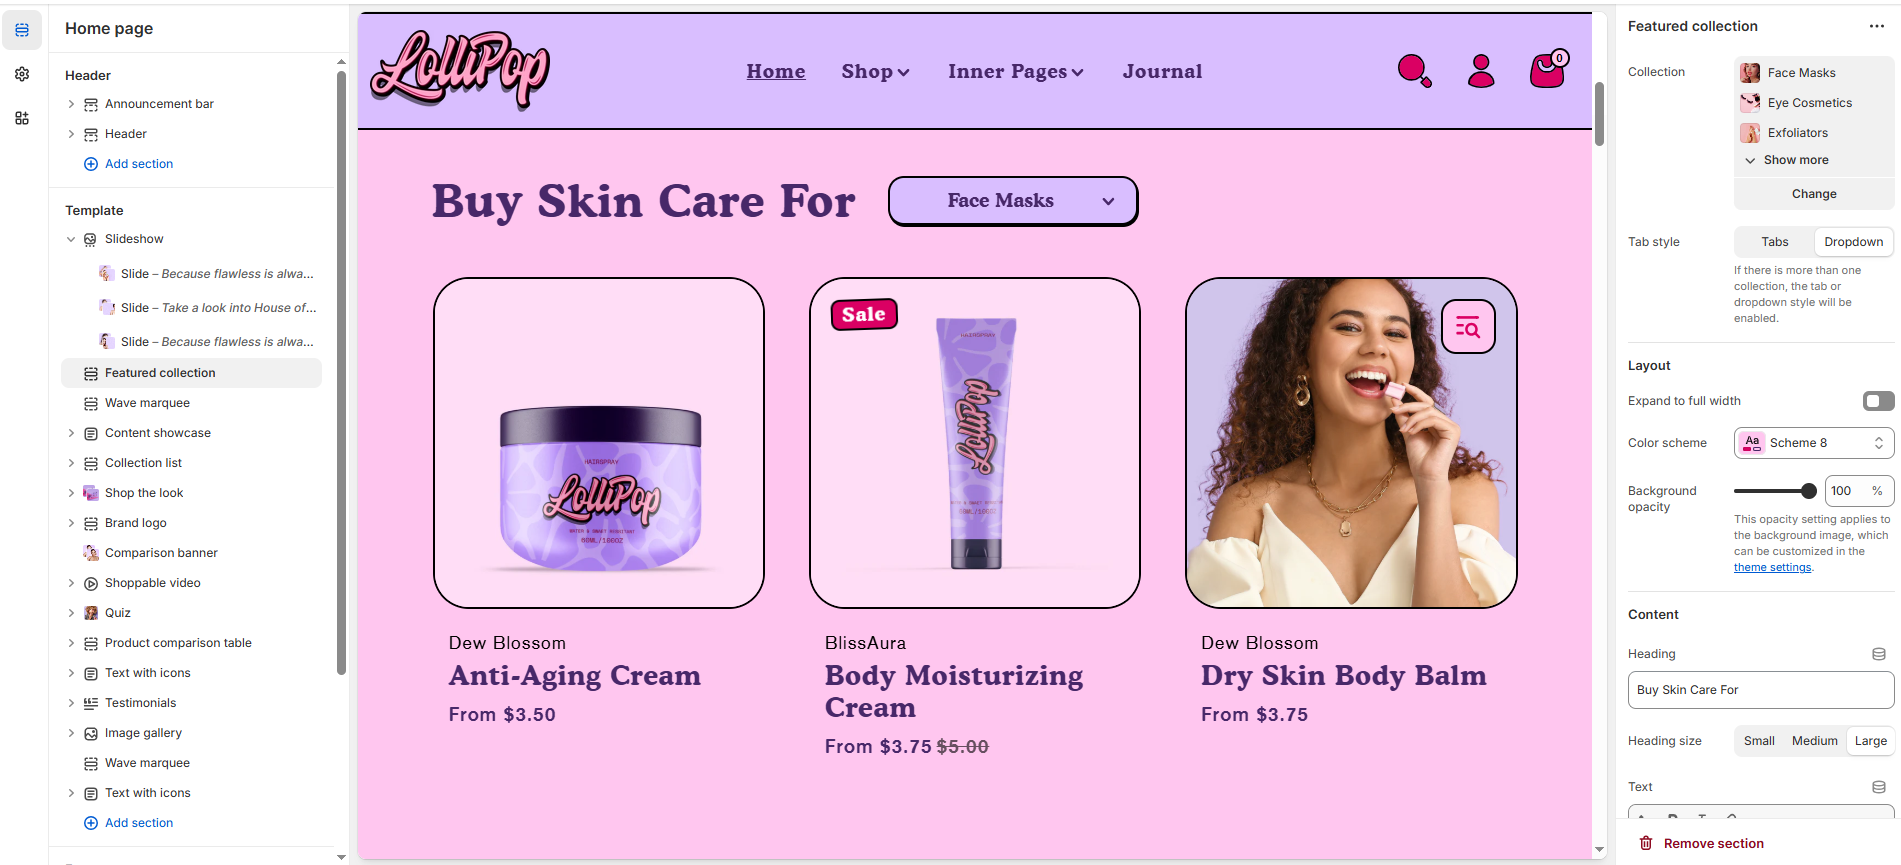 Home page
Header
Announcement bar
Header
Add section
Template
Slideshow
Slide – Because flawless is alwa...
Slide – Take a look into House of...
Slide – Because flawless is alwa...
Featured collection
Wave marquee
Content showcase
Collection list
Shop the look
Brand logo
Comparison banner
Shoppable video
Quiz
Product comparison table
Text with icons
Testimonials
Image gallery
Wave marquee
Text with icons
Add section
LolliPop
Home
Shop
Inner Pages
Journal
0
Buy Skin Care For
Face Masks
HAIRSPRAY
LolliPop
WATER & SWEAT RESISTANT
60ML/160OZ
Dew Blossom
Anti-Aging Cream
From $3.50
Sale
HAIRSPRAY
LolliPop
BlissAura
Body Moisturizing
Cream
From $3.75 $5.00
Dew Blossom
Dry Skin Body Balm
From $3.75
Featured collection
Collection
Face Masks
Eye Cosmetics
Exfoliators
Show more
Change
Tab style
Tabs
Dropdown
If there is more than one
collection, the tab or
dropdown style will be
enabled.
Layout
Expand to full width
Color scheme
Aa
Scheme 8
Background
opacity
100
%
This opacity setting applies to
the background image, which
can be customized in the
theme settings.
Content
Heading
Buy Skin Care For
Heading size
Small
Medium
Large
Text
Remove section